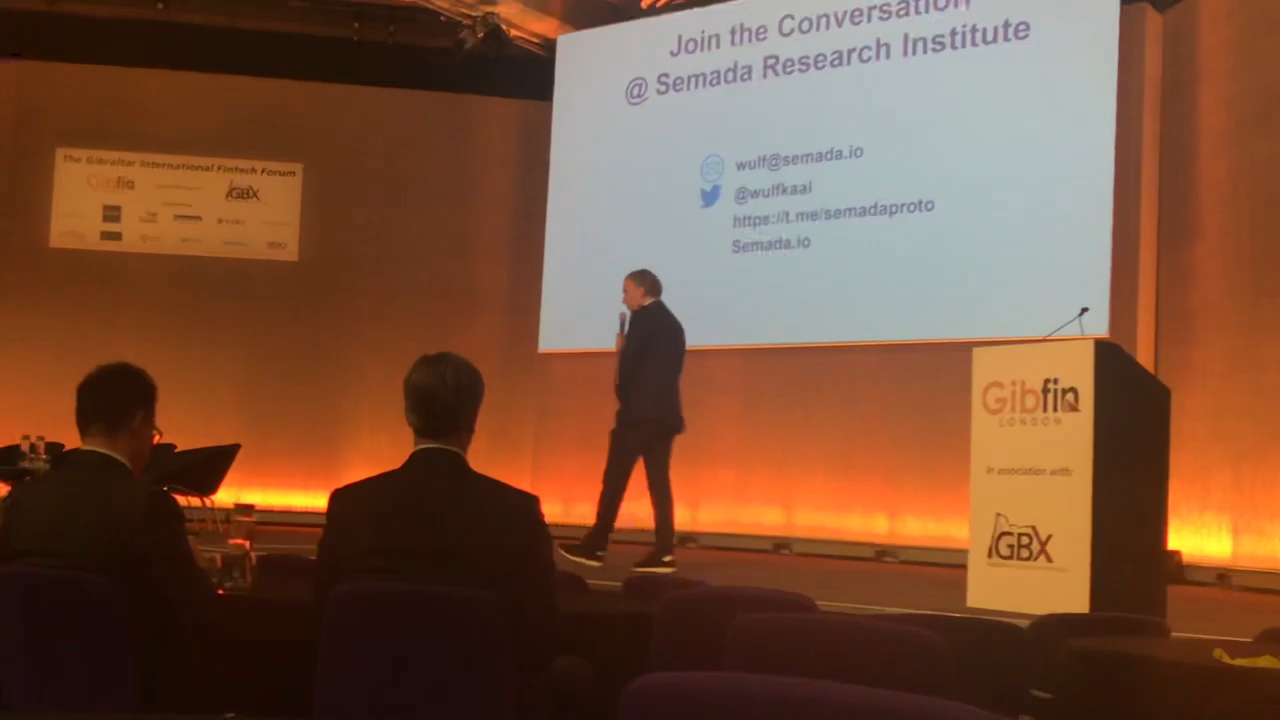 Join the Conversation
@ Semada Research Institute
wulf@semada.io
@wulfkaal
https://t.me/semadaproto
Semada.io
The Gibraltar International Fintech Forum
Gibfin
GBX
Gibfin
LONDON
In association with:
GBX